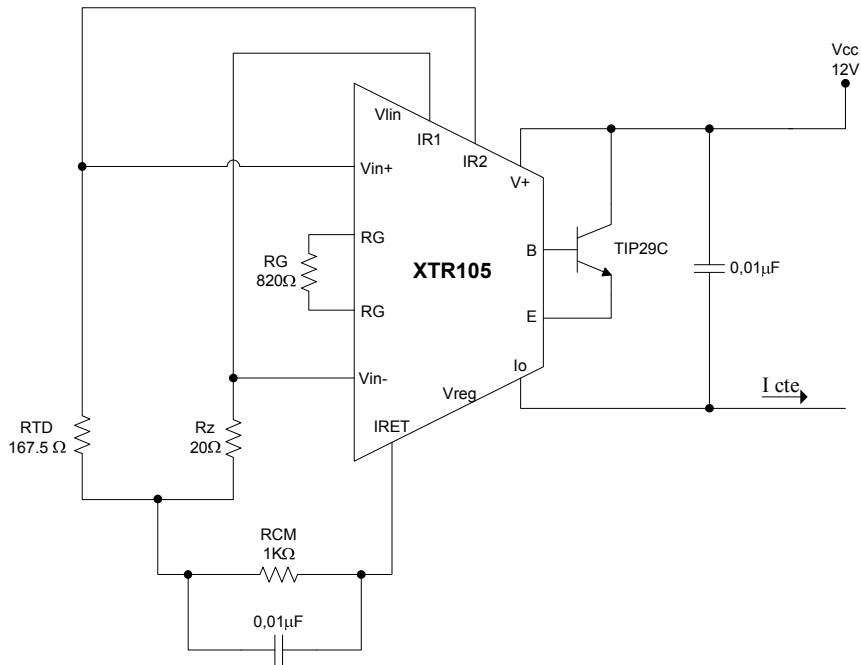 Vcc
12V
Vlin
IR1
IR2
V+
Vin+
RG
RG
820Ω
XTR105
B
TIP29C
0,01µF
RG
E
Io
Vin-
Vreg
I cte
RTD
167.5 Ω
Rz
20Ω
IRET
RCM
1KΩ
0,01µF